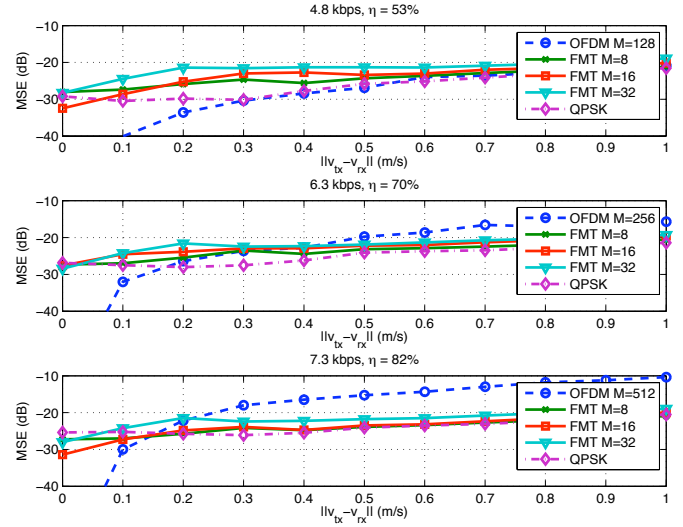 4.8 kbps, η = 53%
MSE (dB)
−10
−20
−30
−40
0 0.1 0.2 0.3 0.4 0.5 0.6 0.7 0.8 0.9 1
||v_tx−v_rx|| (m/s)
OFDM M=128
FMT M=8
FMT M=16
FMT M=32
QPSK
6.3 kbps, η = 70%
MSE (dB)
−10
−20
−30
−40
0 0.1 0.2 0.3 0.4 0.5 0.6 0.7 0.8 0.9 1
||v_tx−v_rx|| (m/s)
OFDM M=256
FMT M=8
FMT M=16
FMT M=32
QPSK
7.3 kbps, η = 82%
MSE (dB)
−10
−20
−30
−40
0 0.1 0.2 0.3 0.4 0.5 0.6 0.7 0.8 0.9 1
||v_tx−v_rx|| (m/s)
OFDM M=512
FMT M=8
FMT M=16
FMT M=32
QPSK